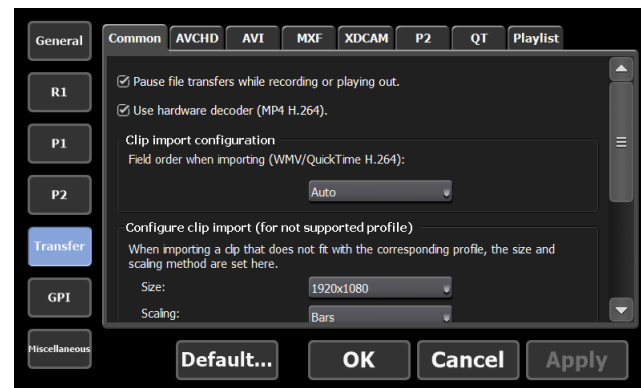 General
R1
P1
P2
Transfer
GPI
Miscellaneous
Common AVCHD AVI MXF XDCAM P2 QT Playlist
Pause file transfers while recording or playing out.
Use hardware decoder (MP4 H.264).
Clip import configuration
Field order when importing (WMV/QuickTime H.264):
Auto
Configure clip import (for not supported profile)
When importing a clip that does not fit with the corresponding profile, the size and
scaling method are set here.
Size: 1920x1080
Scaling: Bars
Default... OK Cancel Apply